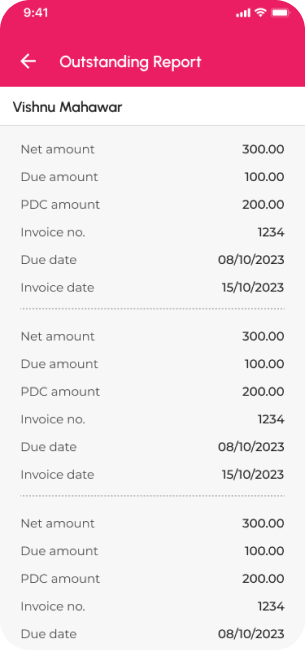 9:41
Outstanding Report
Vishnu Mahawar
Net amount 300.00
Due amount 100.00
PDC amount 200.00
Invoice no. 1234
Due date 08/10/2023
Invoice date 15/10/2023
Net amount 300.00
Due amount 100.00
PDC amount 200.00
Invoice no. 1234
Due date 08/10/2023
Invoice date 15/10/2023
Net amount 300.00
Due amount 100.00
PDC amount 200.00
Invoice no. 1234
Due date 08/10/2023